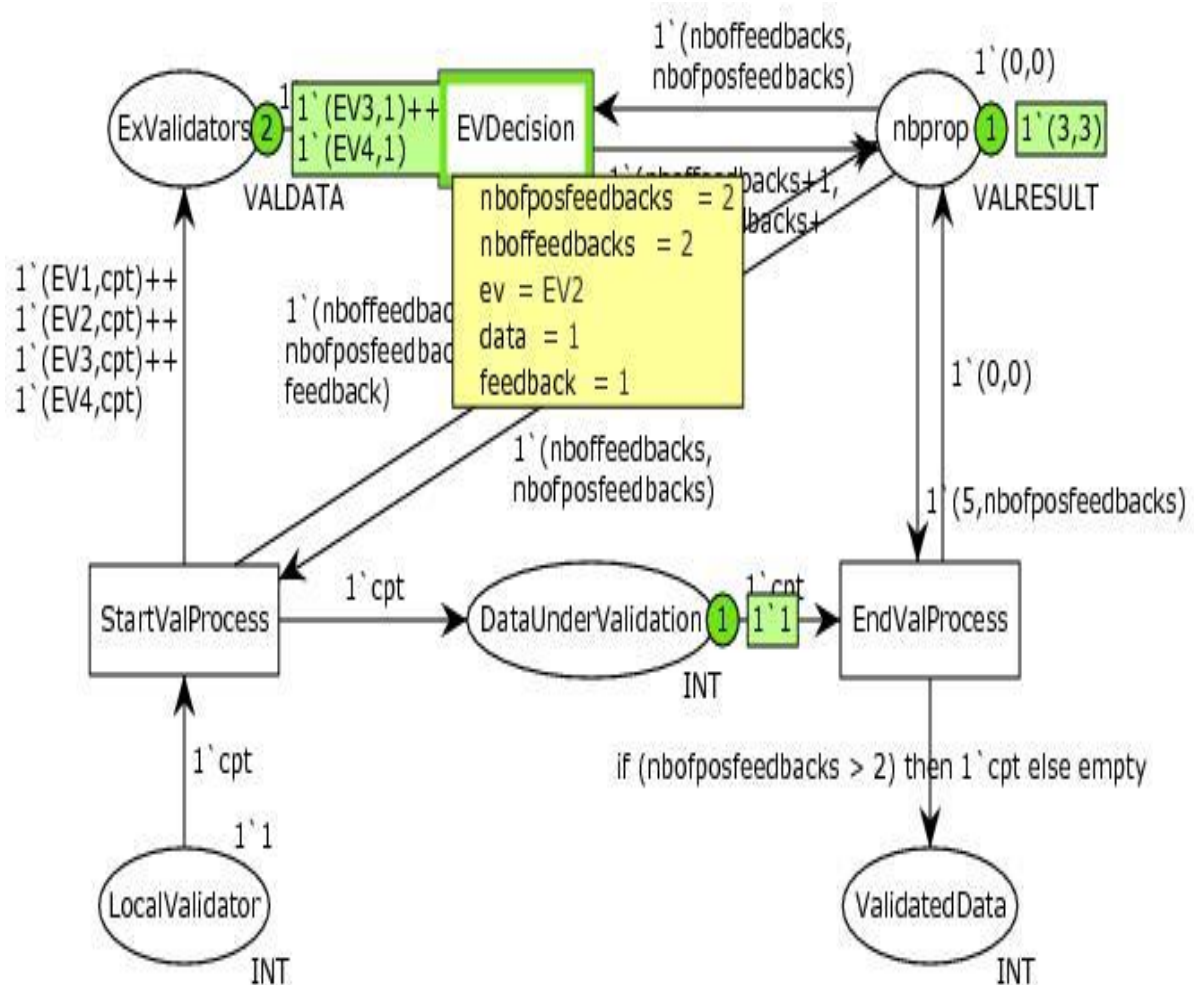 1`(nboffeedbacks,
nbofposfeedbacks)
1`(0,0)
ExValidators
2
1`(EV3,1)++
1`(EV4,1)
EVDecision
nbprop
1
1`(3,3)
VALDATA
VALRESULT
nbofposfeedbacks = 2
nboffeedbacks = 2
ev = EV2
data = 1
feedback = 1
1`(EV1,cpt)++
1`(EV2,cpt)++
1`(EV3,cpt)++
1`(EV4,cpt)
feedback)
1`(0,0)
1`(nboffeedbacks,
nbofposfeedbacks)
1`(5,nbofposfeedbacks)
StartValProcess
1`cpt
DataUnderValidation
1
1`cpt
1`1
EndValProcess
INT
1`cpt
if (nbofposfeedbacks > 2) then 1`cpt else empty
1`1
LocalValidator
INT
ValidatedData
INT